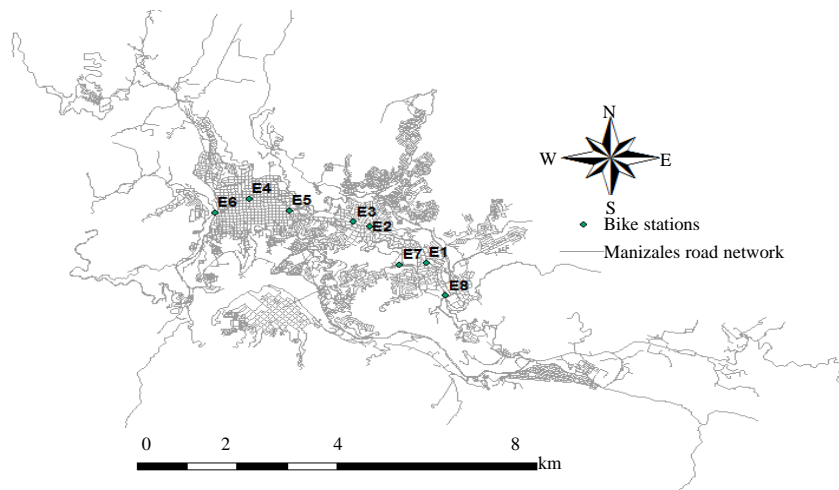 N
W E
S
Bike stations
Manizales road network
E4
E6 E5
E3
E2
E7 E1
E8
0 2 4 8
km